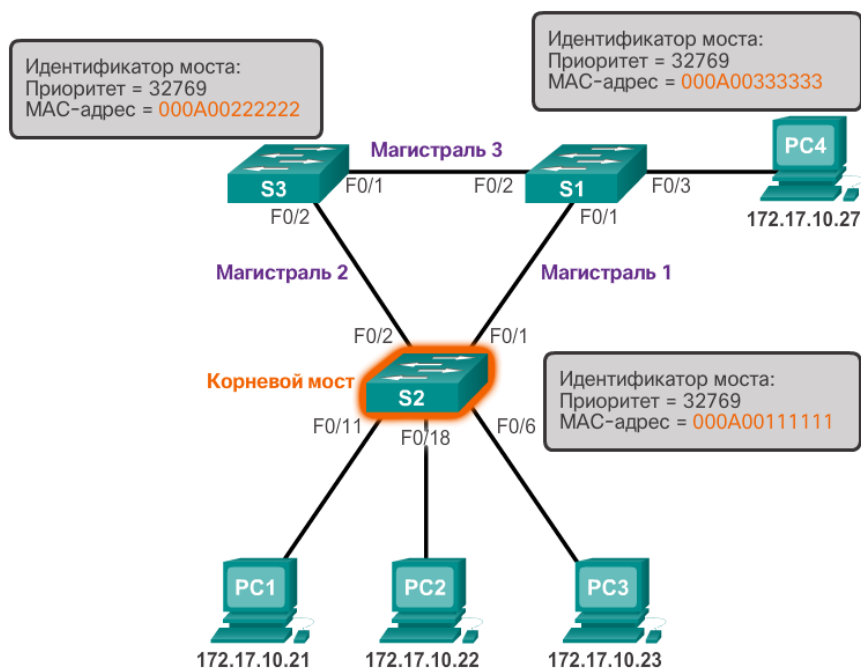 Идентификатор моста:
Приоритет = 32769
МАС-адрес = 000A00222222
Идентификатор моста:
Приоритет = 32769
МАС-адрес = 000A00333333
Магистраль 3
PC4
S3
F0/1
F0/2
S1
F0/3
F0/2
F0/1
172.17.10.27
Магистраль 2
Магистраль 1
F0/2
F0/1
Корневой мост
S2
Идентификатор моста:
Приоритет = 32769
МАС-адрес = 000A00111111
F0/11
F0/18
F0/6
PC1
PC2
PC3
172.17.10.21
172.17.10.22
172.17.10.23